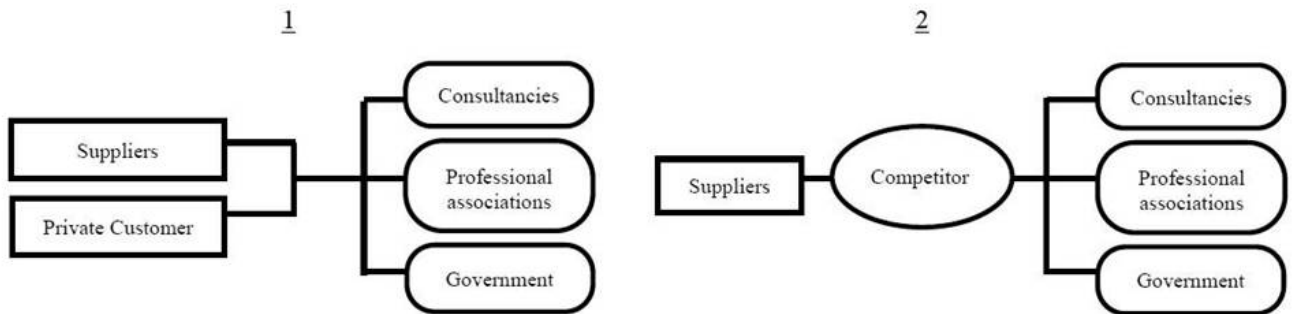 1
Suppliers
Private Customer
Consultancies
Professional
associations
Government
2
Suppliers
Competitor
Consultancies
Professional
associations
Government